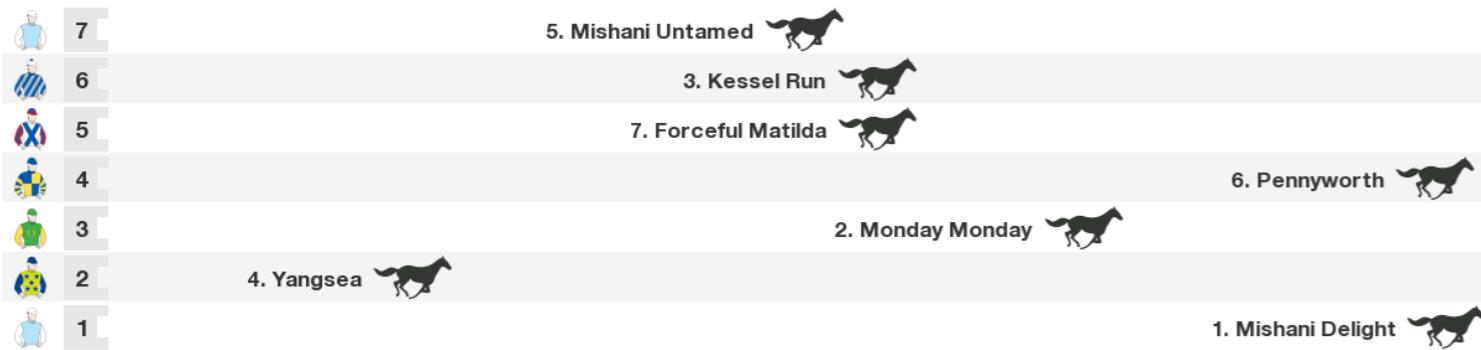 7 5. Mishani Untamed
6 3. Kessel Run
5 7. Forceful Matilda
4 6. Pennyworth
3 2. Monday Monday
2 4. Yangsea
1 1. Mishani Delight